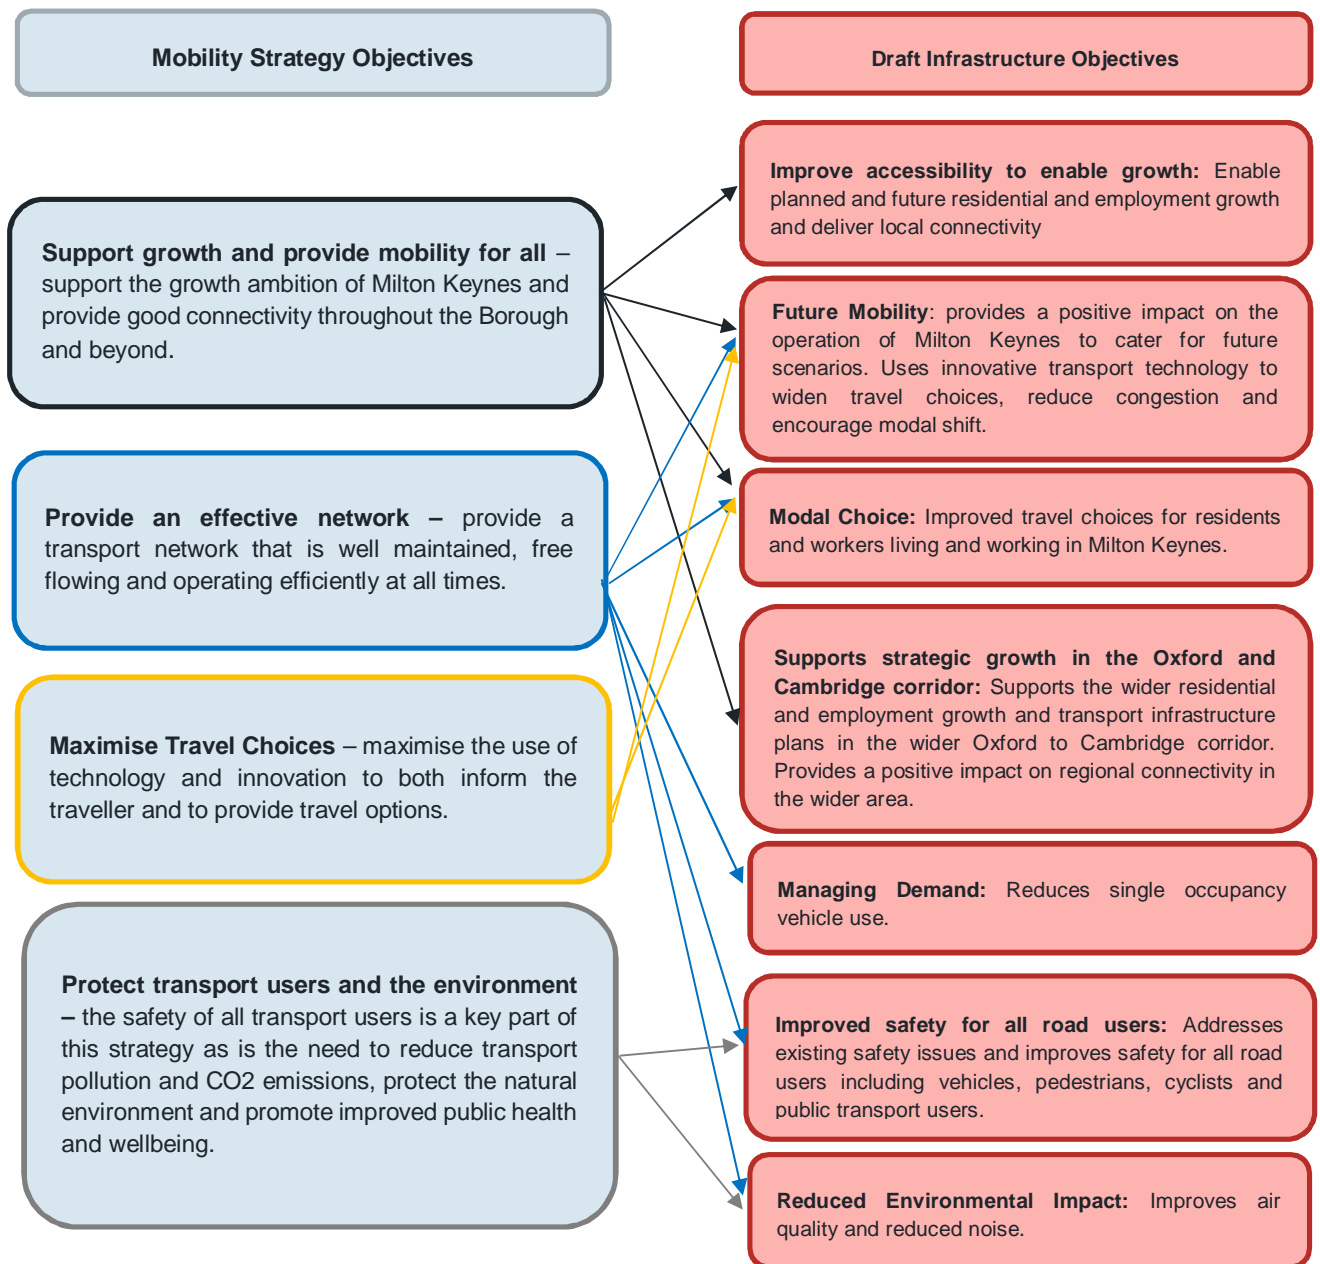 Mobility Strategy Objectives
Draft Infrastructure Objectives
Support growth and provide mobility for all –
support the growth ambition of Milton Keynes and
provide good connectivity throughout the Borough
and beyond.
Provide an effective network – provide a
transport network that is well maintained, free
flowing and operating efficiently at all times.
Maximise Travel Choices – maximise the use of
technology and innovation to both inform the
traveller and to provide travel options.
Protect transport users and the environment
– the safety of all transport users is a key part of
this strategy as is the need to reduce transport
pollution and CO2 emissions, protect the natural
environment and promote improved public health
and wellbeing.
Improve accessibility to enable growth: Enable
planned and future residential and employment growth
and deliver local connectivity
Future Mobility: provides a positive impact on the
operation of Milton Keynes to cater for future
scenarios. Uses innovative transport technology to
widen travel choices, reduce congestion and
encourage modal shift.
Modal Choice: Improved travel choices for residents
and workers living and working in Milton Keynes.
Supports strategic growth in the Oxford and
Cambridge corridor: Supports the wider residential
and employment growth and transport infrastructure
plans in the wider Oxford to Cambridge corridor.
Provides a positive impact on regional connectivity in
the wider area.
Managing Demand: Reduces single occupancy
vehicle use.
Improved safety for all road users: Addresses
existing safety issues and improves safety for all road
users including vehicles, pedestrians, cyclists and
public transport users.
Reduced Environmental Impact: Improves air
quality and reduced noise.